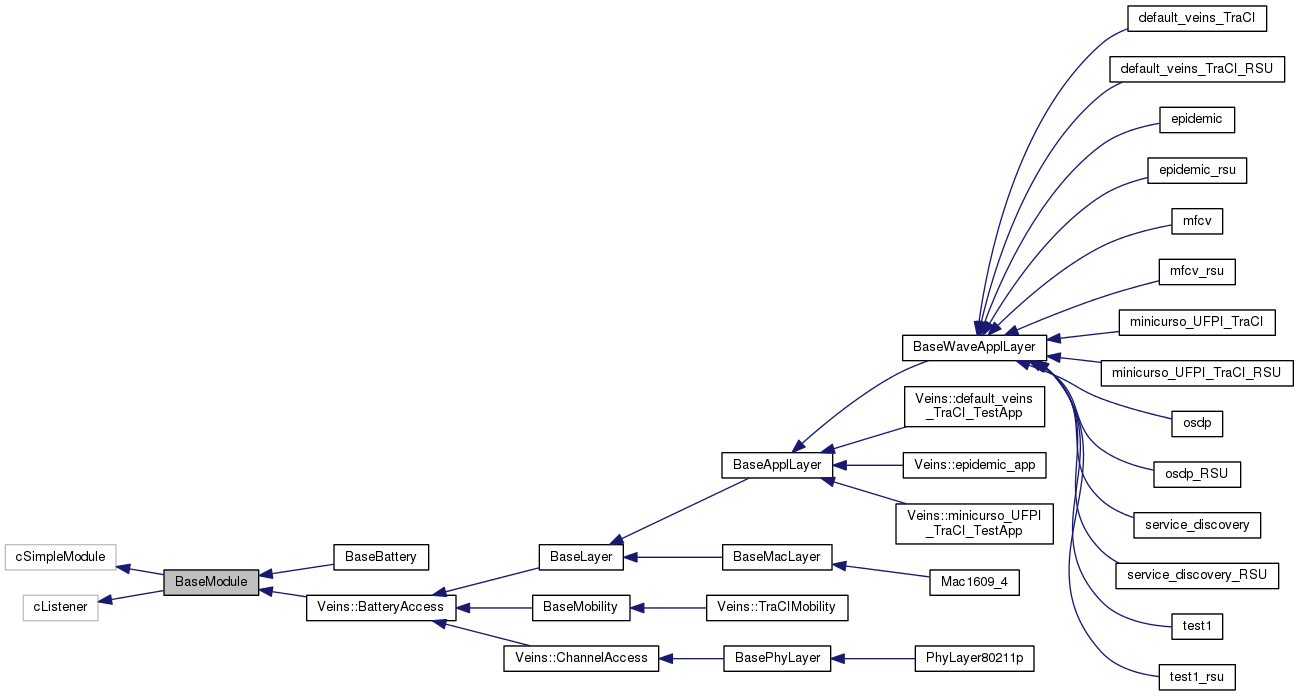 default_veins_TraCI
default_veins_TraCI_RSU
epidemic
epidemic_rsu
mfcv
mfcv_rsu
minicurso_UFPI_TraCI
BaseWaveApplLayer
minicurso_UFPI_TraCI_RSU
Veins::default_veins
_TraCI_TestApp
osdp
BaseApplLayer
Veins::epidemic_app
osdp_RSU
Veins::minicurso_UFPI
_TraCI_TestApp
service_discovery
cSimpleModule
BaseBattery
BaseLayer
BaseMacLayer
service_discovery_RSU
BaseModule
Mac1609_4
cListener
Veins::BatteryAccess
BaseMobility
Veins::TraCIMobility
test1
Veins::ChannelAccess
BasePhyLayer
PhyLayer80211p
test1_rsu